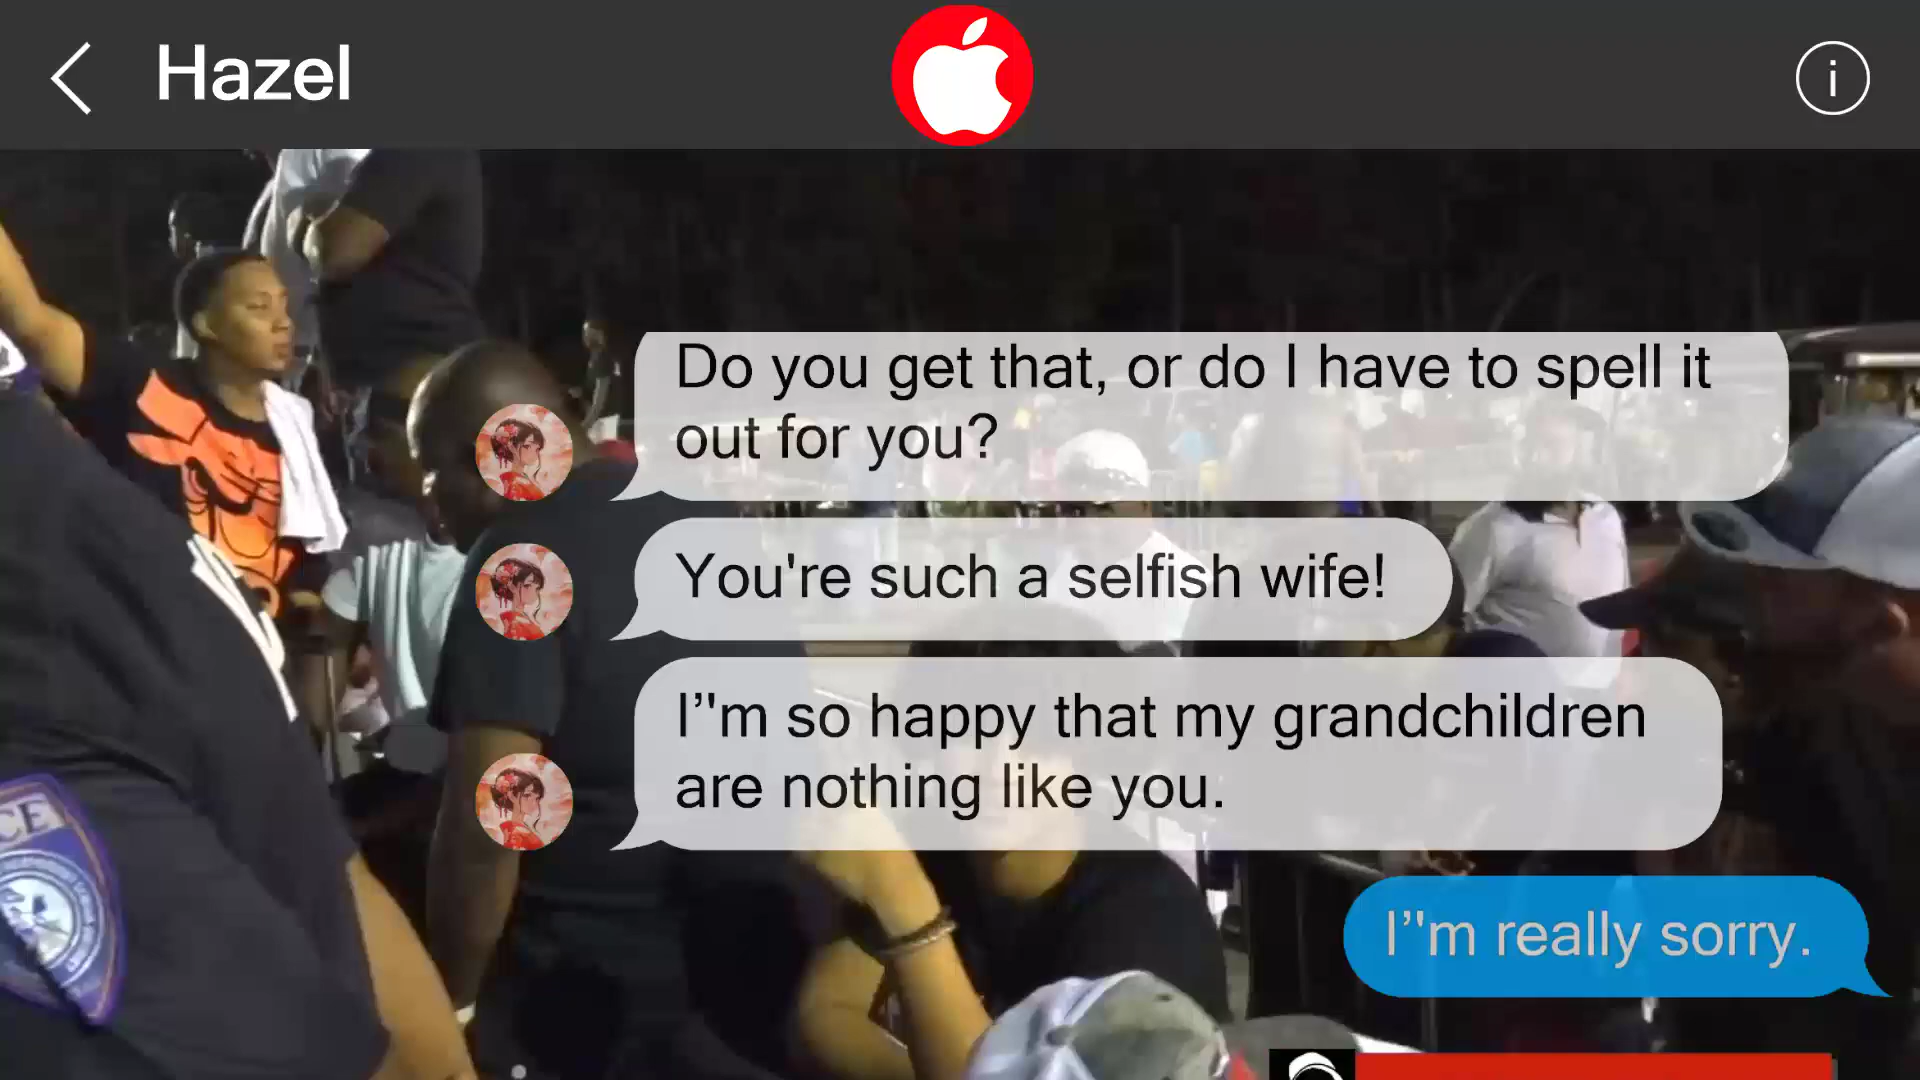 Hazel
i
Do you get that, or do I have to spell it
out for you?
You're such a selfish wife!
I”"m so happy that my grandchildren
are nothing like you.
I”"m really sorry.
CE